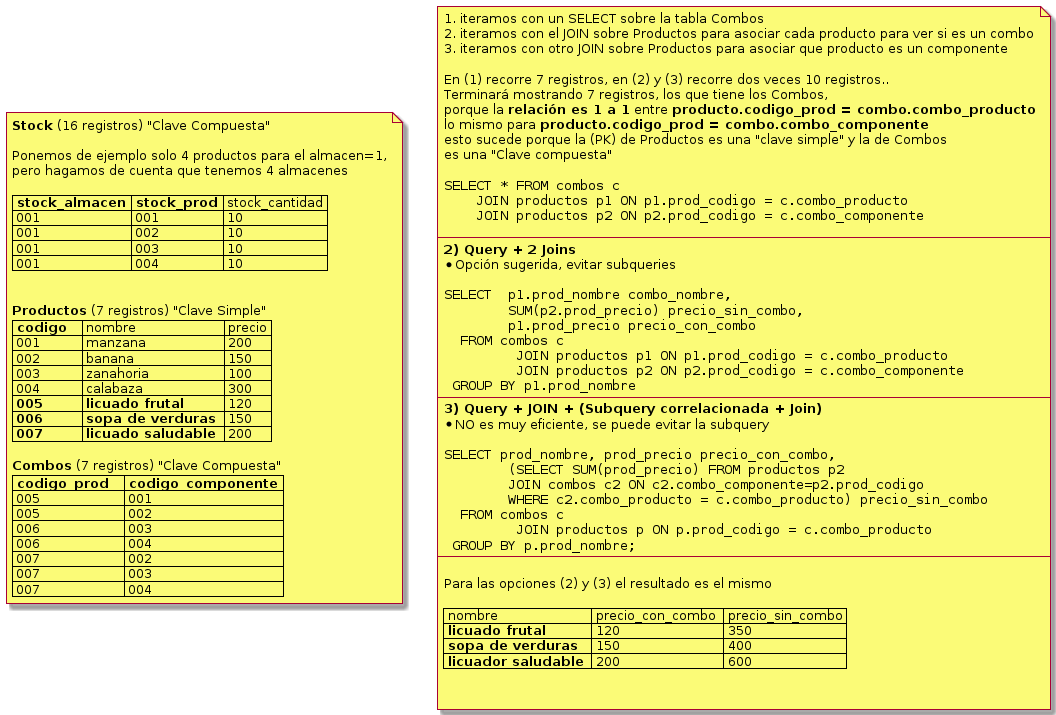 Stock (16 registros) "Clave Compuesta"
Ponemos de ejemplo solo 4 productos para el almacen=1,
pero hagamos de cuenta que tenemos 4 almacenes
stock_almacen stock_prod stock_cantidad
001 001 10
001 002 10
001 003 10
001 004 10
Productos (7 registros) "Clave Simple"
codigo nombre precio
001 manzana 200
002 banana 150
003 zanahoria 100
004 calabaza 300
005 licuado frutal 120
006 sopa de verduras 150
007 licuado saludable 200
Combos (7 registros) "Clave Compuesta"
codigo_prod codigo_componente
005 001
005 002
006 003
006 004
007 002
007 003
007 004
1. iteramos con un SELECT sobre la tabla Combos
2. iteramos con el JOIN sobre Productos para asociar cada producto para ver si es un combo
3. iteramos con otro JOIN sobre Productos para asociar que producto es un componente
En (1) recorre 7 registros, en (2) y (3) recorre dos veces 10 registros..
Terminará mostrando 7 registros, los que tiene los Combos,
porque la relación es 1 a 1 entre producto.codigo_prod = combo.combo_producto
lo mismo para producto.codigo_prod = combo.combo_componente
esto sucede porque la (PK) de Productos es una "clave simple" y la de Combos
es una "Clave compuesta"
SELECT * FROM combos c
JOIN productos p1 ON p1.prod_codigo = c.combo_producto
JOIN productos p2 ON p2.prod_codigo = c.combo_componente
2) Query + 2 Joins
• Opción sugerida, evitar subqueries
SELECT p1.prod_nombre combo_nombre,
SUM(p2.prod_precio) precio_sin_combo,
p1.prod_precio precio_con_combo
FROM combos c
JOIN productos p1 ON p1.prod_codigo = c.combo_producto
JOIN productos p2 ON p2.prod_codigo = c.combo_componente
GROUP BY p1.prod_nombre
3) Query + JOIN + (Subquery correlacionada + Join)
• NO es muy eficiente, se puede evitar la subquery
SELECT prod_nombre, prod_precio precio_con_combo,
(SELECT SUM(prod_precio) FROM productos p2
JOIN combos c2 ON c2.combo_componente=p2.prod_codigo
WHERE c2.combo_producto = c.combo_producto) precio_sin_combo
FROM combos c
JOIN productos p ON p.prod_codigo = c.combo_producto
GROUP BY p.prod_nombre;
Para las opciones (2) y (3) el resultado es el mismo
nombre precio_con_combo precio_sin_combo
licuado frutal 120 350
sopa de verduras 150 400
licuador saludable 200 600